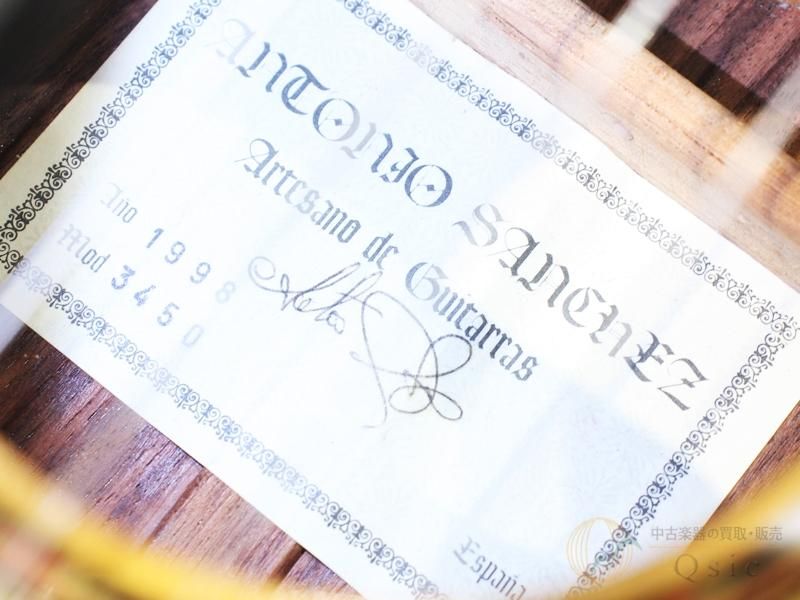 ANTONIO SANCHEZ
Artesano de Guitarras
Año 1998
Mod 3450
España
中古楽器の買取・販売
Qsic